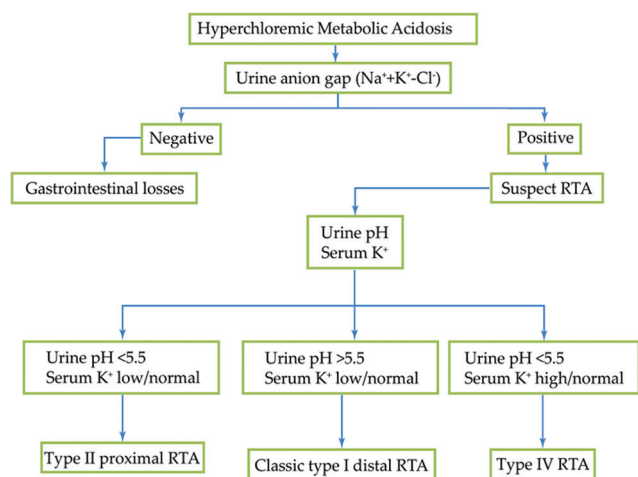 Hyperchloremic Metabolic Acidosis
Urine anion gap (Na⁺+K⁺-Cl⁻)
Negative
Positive
Gastrointestinal losses
Suspect RTA
Urine pH
Serum K⁺
Urine pH <5.5
Serum K⁺ low/normal
Urine pH >5.5
Serum K⁺ low/normal
Urine pH <5.5
Serum K⁺ high/normal
Type II proximal RTA
Classic type I distal RTA
Type IV RTA